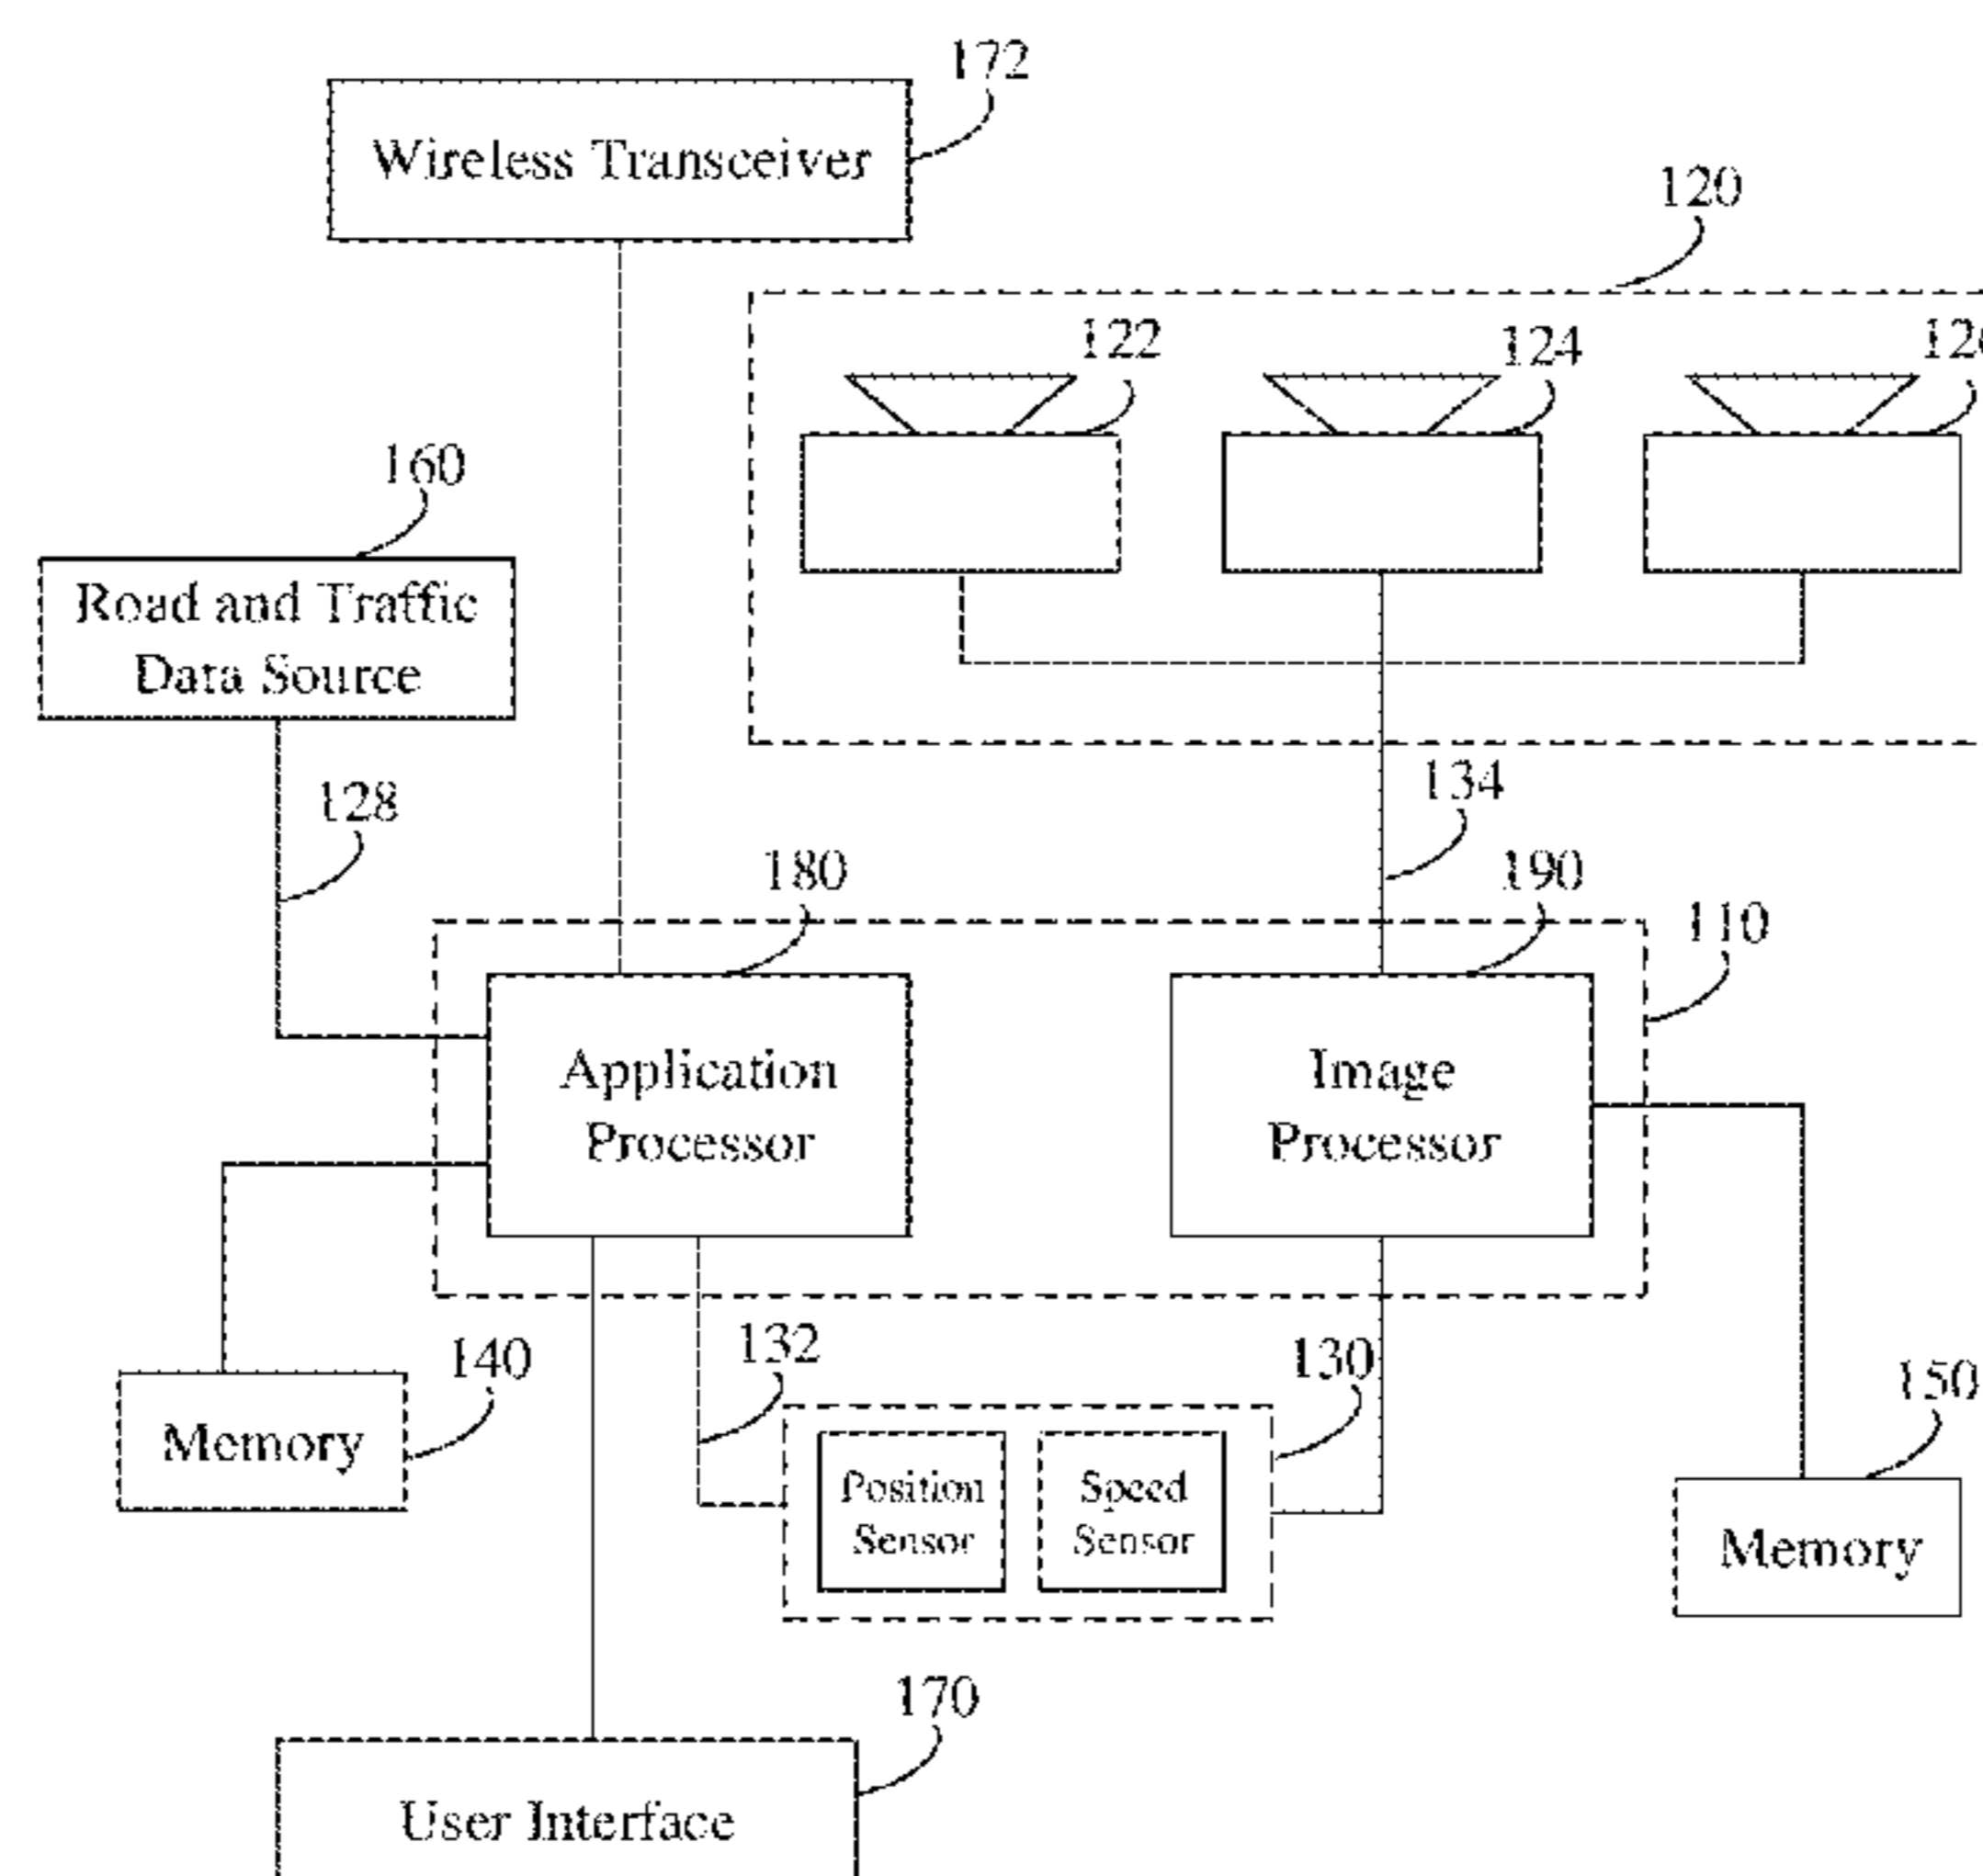 172
Wireless Transceiver
120
122
124
160
Road and Traffic
Data Source
134
128
180
190
110
Application
Processor
Image
Processor
132
130
140
150
Memory
Position
Sensor
Speed
Sensor
Memory
170
User Interface